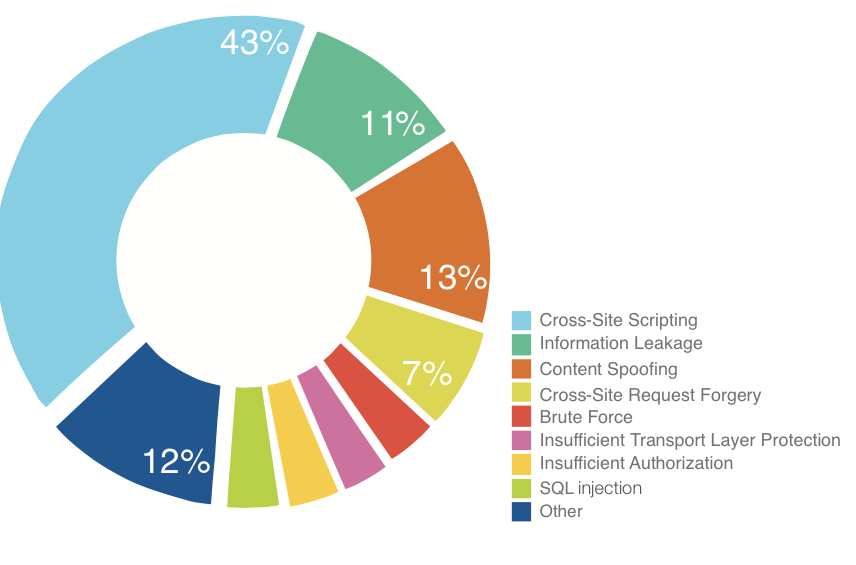 43%
11%
13%
7%
12%
Cross-Site Scripting
Information Leakage
Content Spoofing
Cross-Site Request Forgery
Brute Force
Insufficient Transport Layer Protection
Insufficient Authorization
SQL injection
Other